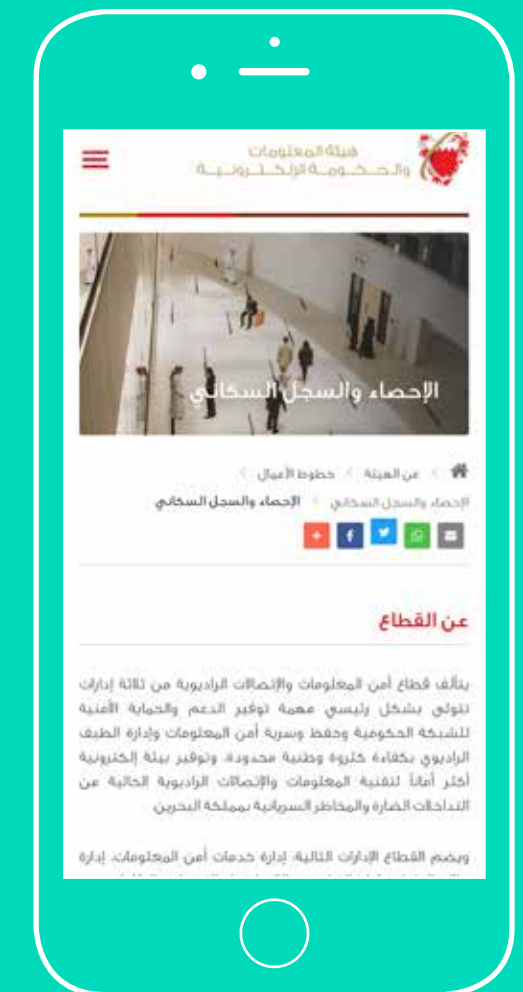 هيئة المعلومات
والحكومة الإلكترونية
الإحصاء والسجل السكاني
عن الهيئة > خطوط الأعمال >
الإحصاء والسجل السكاني > الإحصاء والسجل السكاني
عن القطاع
يتألف قطاع أمن المعلومات والإتصالات الراديوية من ثلاثة إدارات
تتولى بشكل رئيسي مهمة توفير الدعم والحماية الأمنية
للشبكة الحكومية وحفظ وسرية أمن المعلومات وإدارة الطيف
الراديوي بكفاءة كثروة وطنية محدودة، وتوفير بيئة إلكترونية
أكثر أماناً لتقنية المعلومات والإتصالات الراديوية الخالية عن
التداخلات الضارة والمخاطر السبرانية بمملكة البحرين.
ويضم القطاع الإدارات التالية: إدارة خدمات أمن المعلومات، إدارة